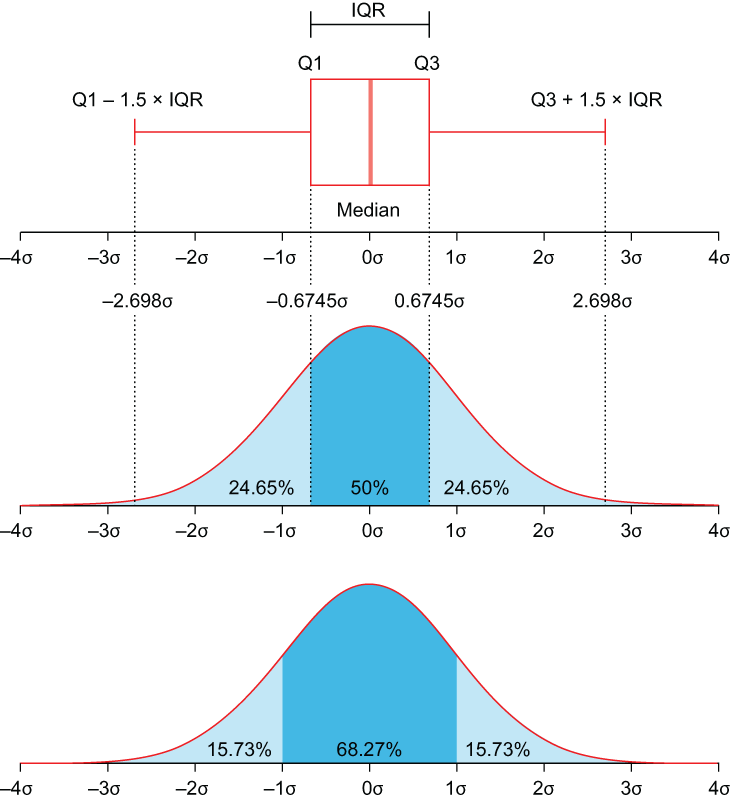 IQR
Q1 Q3
Q1 – 1.5 × IQR Q3 + 1.5 × IQR
Median
–4σ –3σ –2σ –1σ 0σ 1σ 2σ 3σ 4σ
–2.698σ –0.6745σ 0.6745σ 2.698σ
24.65% 50% 24.65%
–4σ –3σ –2σ –1σ 0σ 1σ 2σ 3σ 4σ
15.73% 68.27% 15.73%
–4σ –3σ –2σ –1σ 0σ 1σ 2σ 3σ 4σ